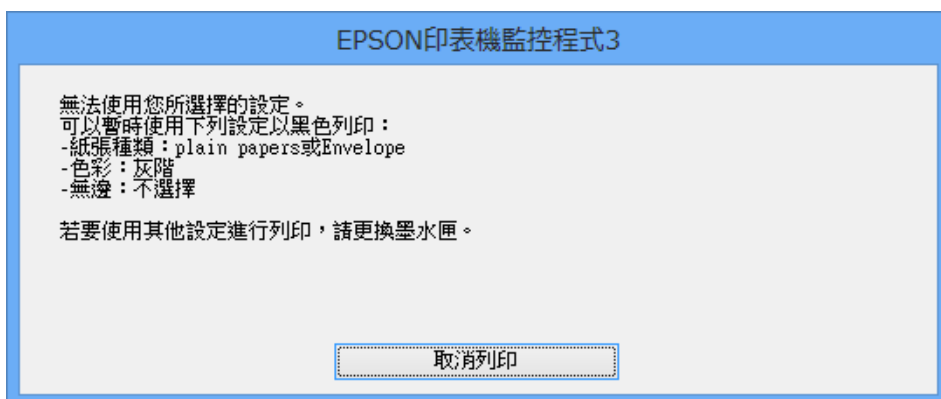 EPSON印表機監控程式3
無法使用您所選擇的設定。
可以暫時使用下列設定以黑色列印：
-紙張種類：plain papers或Envelope
-色彩：灰階
-無邊：不選擇
若要使用其他設定進行列印，請更換墨水匣。
取消列印